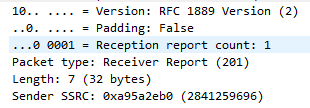 10.. .... = Version: RFC 1889 Version (2)
..0. .... = Padding: False
...0 0001 = Reception report count: 1
Packet type: Receiver Report (201)
Length: 7 (32 bytes)
Sender SSRC: 0xa95a2eb0 (2841259696)